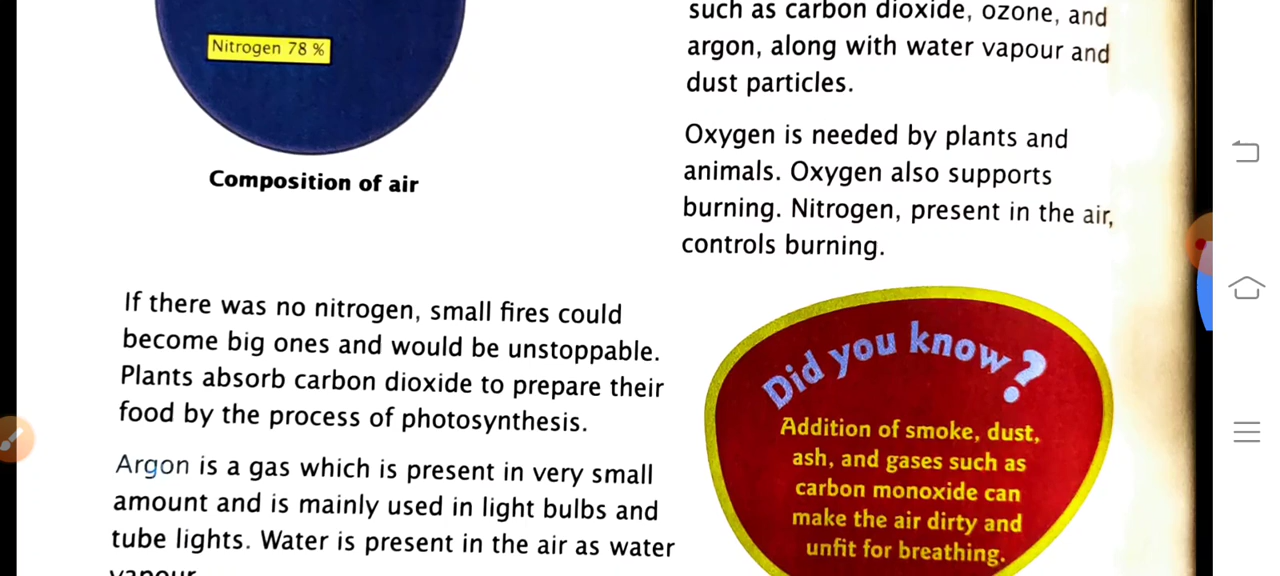 Nitrogen 78 %
Composition of air
such as carbon dioxide, ozone, and
argon, along with water vapour and
dust particles.
Oxygen is needed by plants and
animals. Oxygen also supports
burning. Nitrogen, present in the air,
controls burning.
If there was no nitrogen, small fires could
become big ones and would be unstoppable.
Plants absorb carbon dioxide to prepare their
food by the process of photosynthesis.
Argon is a gas which is present in very small
amount and is mainly used in light bulbs and
tube lights. Water is present in the air as water
vapour.
Did you know?
Addition of smoke, dust,
ash, and gases such as
carbon monoxide can
make the air dirty and
unfit for breathing.